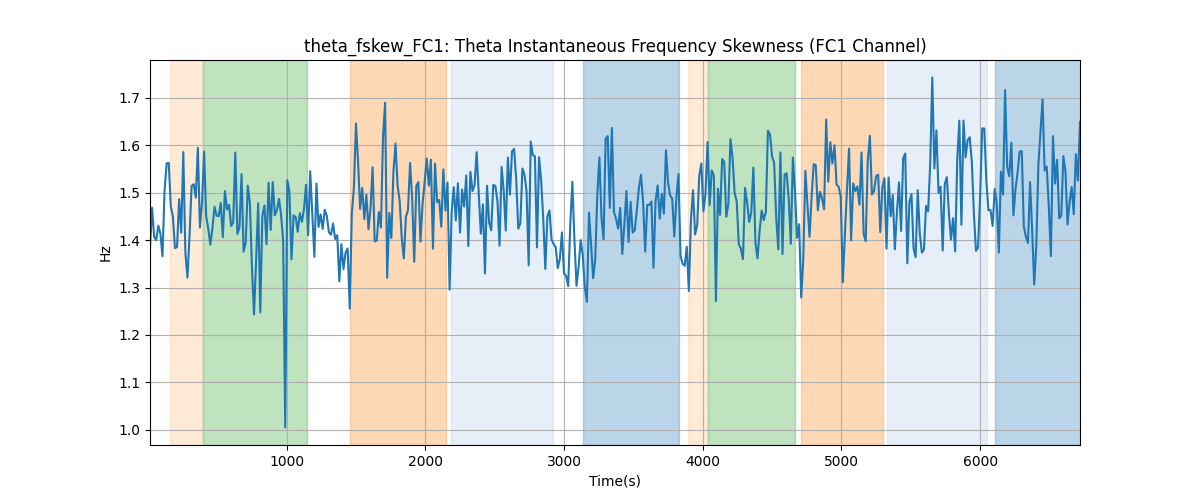 theta_fskew_FC1: Theta Instantaneous Frequency Skewness (FC1 Channel)
Hz
1.7
1.6
1.5
1.4
1.3
1.2
1.1
1.0
1000 2000 3000 4000 5000 6000
Time(s)